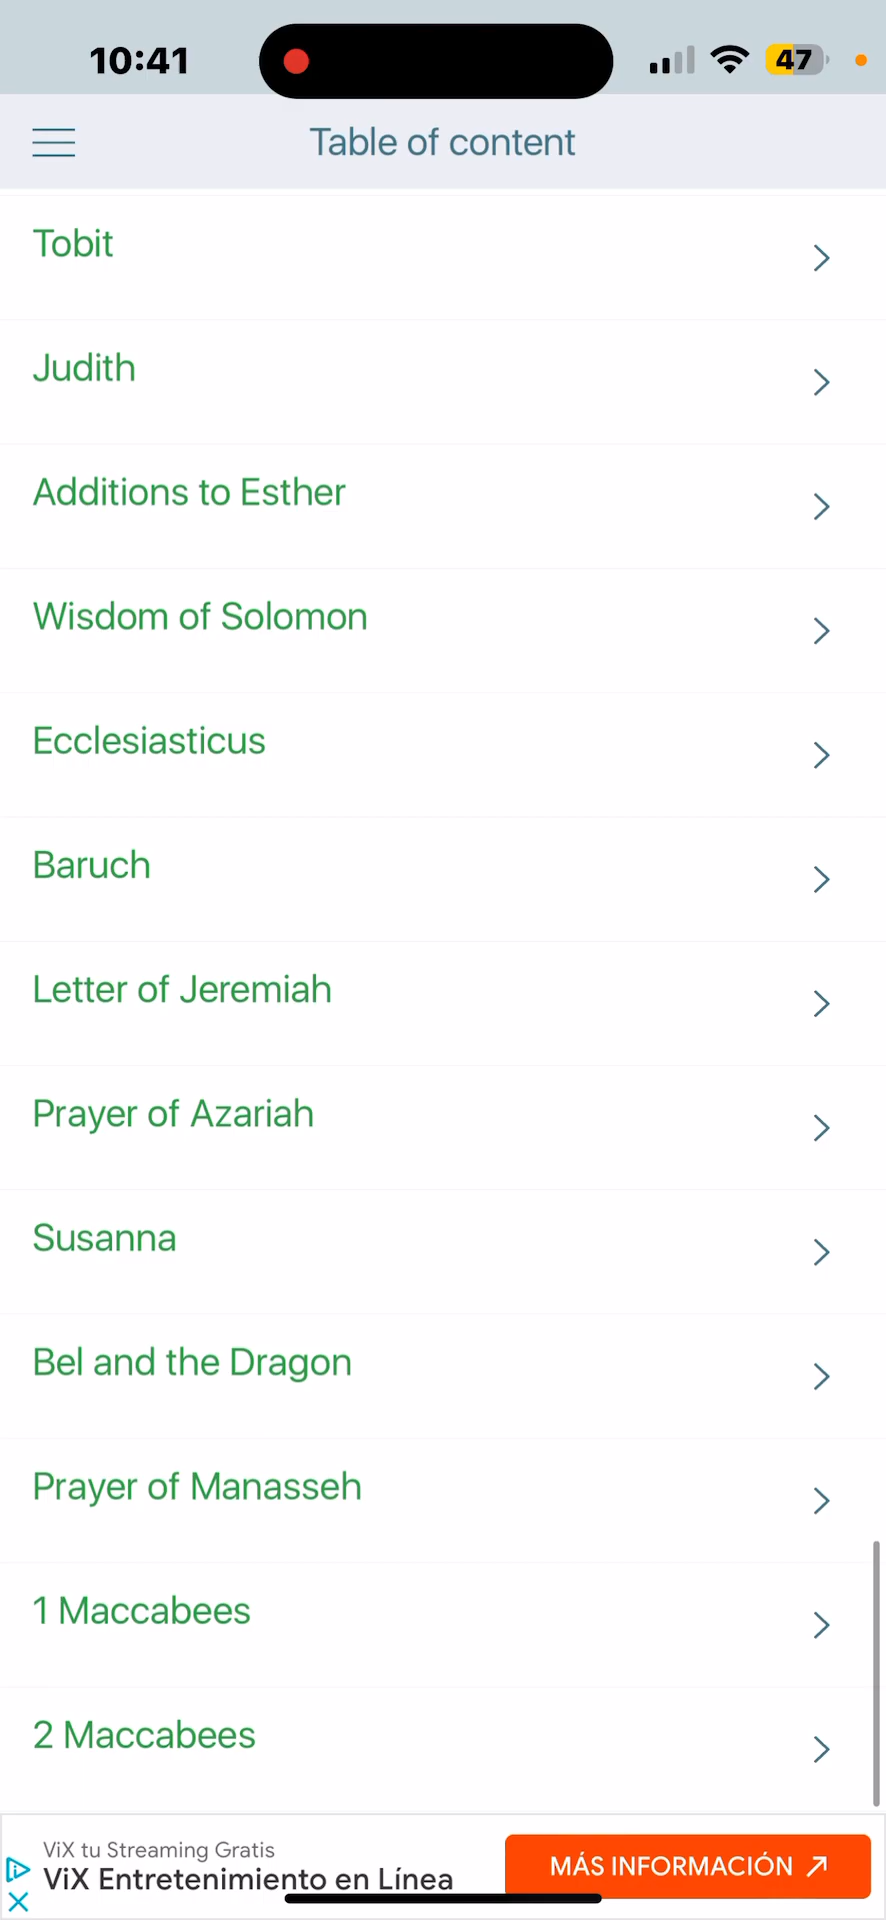 10:41
47
Table of content
Tobit
Judith
Additions to Esther
Wisdom of Solomon
Ecclesiasticus
Baruch
Letter of Jeremiah
Prayer of Azariah
Susanna
Bel and the Dragon
Prayer of Manasseh
1 Maccabees
2 Maccabees
ViX tu Streaming Gratis
ViX Entretenimiento en Línea
MÁS INFORMACIÓN